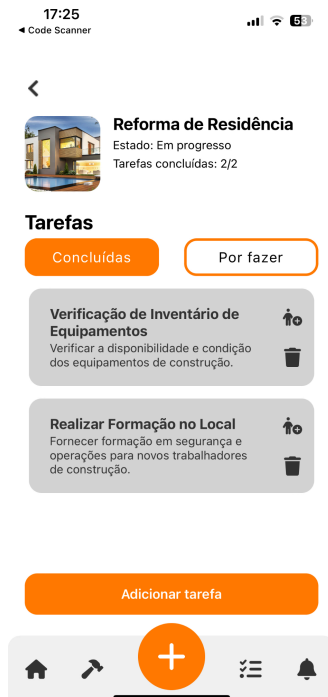 17:25
53
◀ Code Scanner
Reforma de Residência
Estado: Em progresso
Tarefas concluídas: 2/2
Tarefas
Concluídas
Por fazer
Verificação de Inventário de
Equipamentos
Verificar a disponibilidade e condição
dos equipamentos de construção.
Realizar Formação no Local
Fornecer formação em segurança e
operações para novos trabalhadores
de construção.
Adicionar tarefa